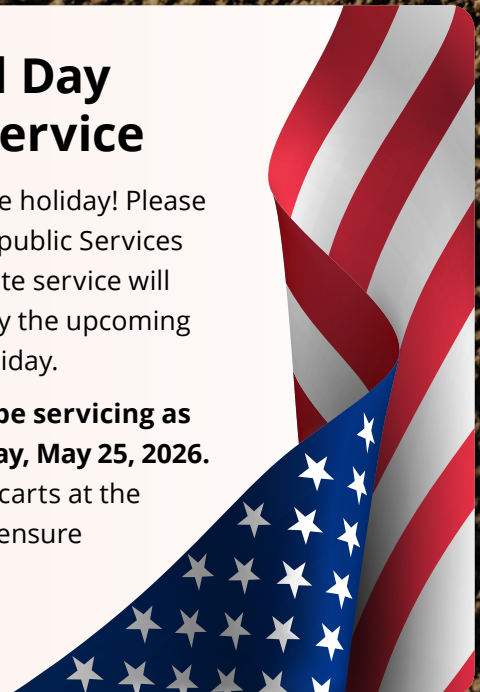 l Day
ervice
e holiday! Please
public Services
te service will
y the upcoming
iday.
be servicing as
ay, May 25, 2026.
carts at the
ensure